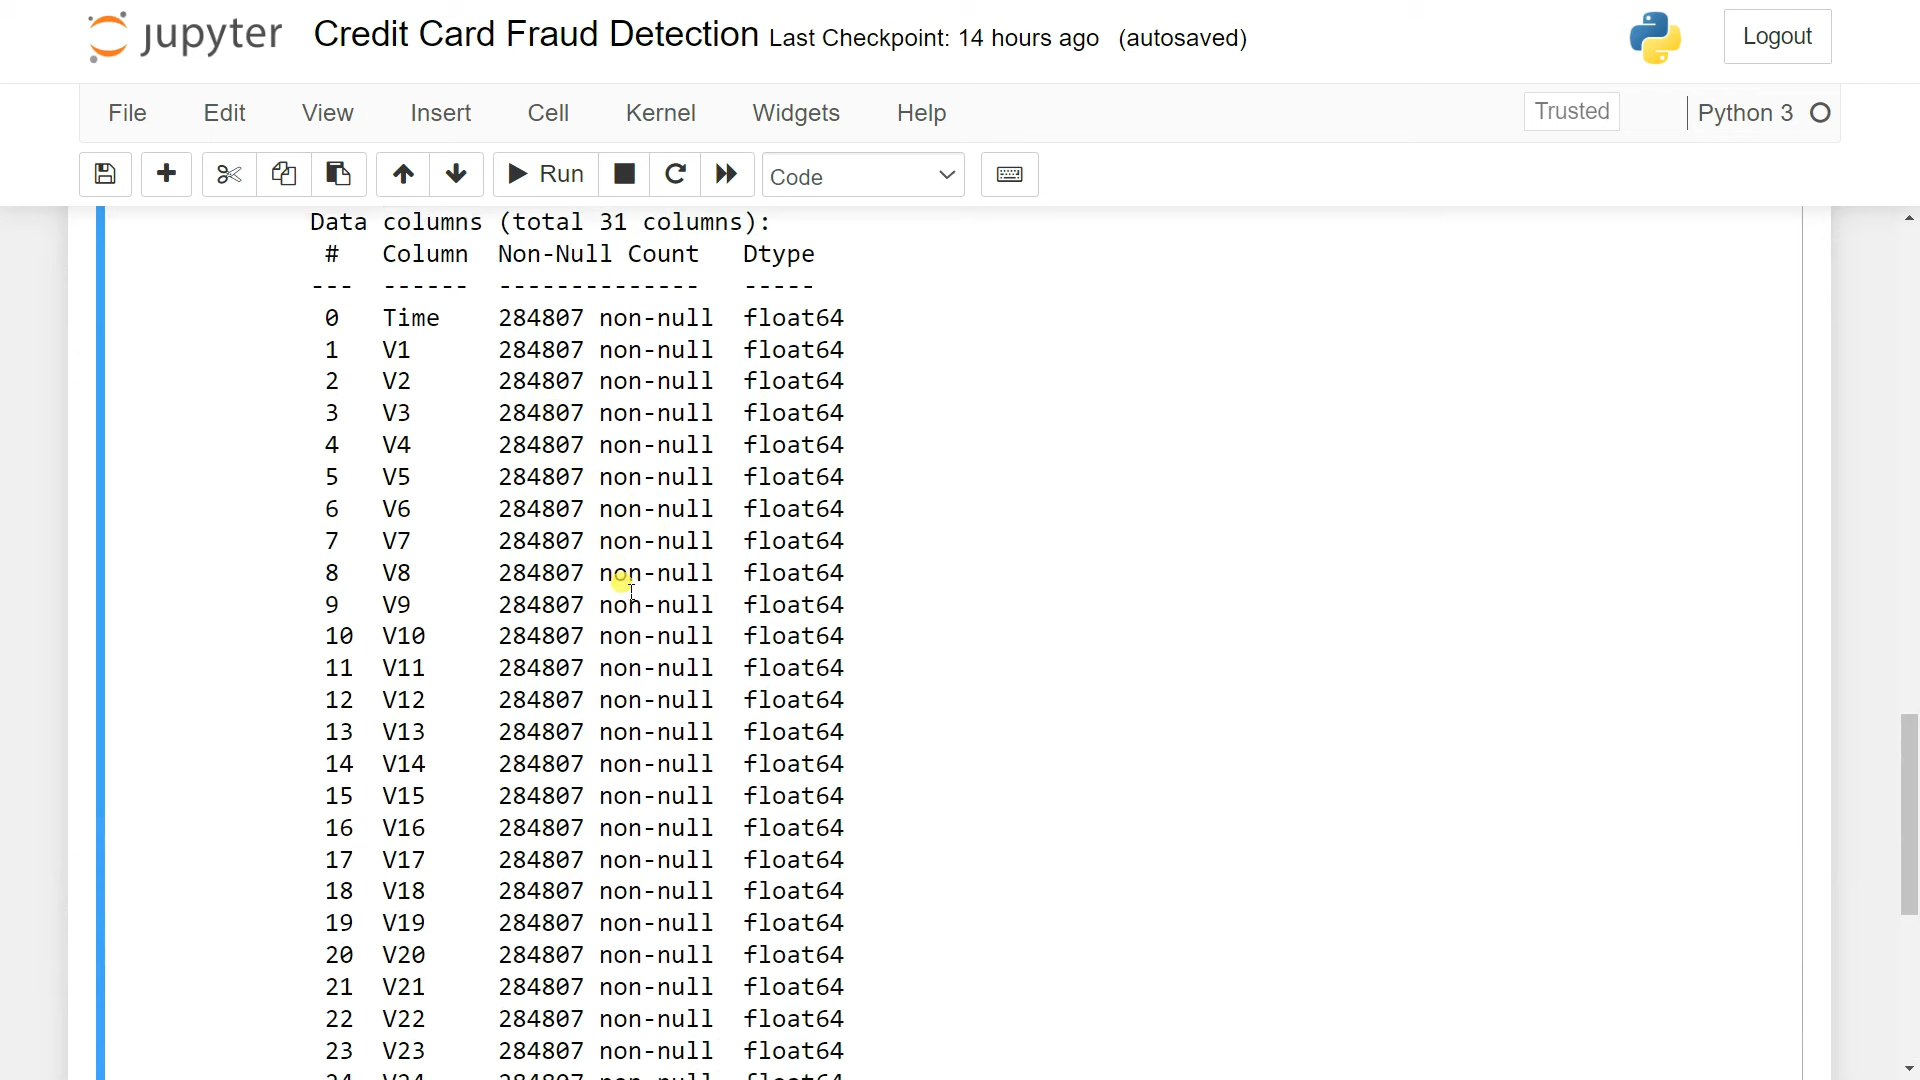 jupyter Credit Card Fraud Detection Last Checkpoint: 14 hours ago (autosaved) Logout
File Edit View Insert Cell Kernel Widgets Help Trusted Python 3
Run Code
Data columns (total 31 columns):
# Column Non-Null Count Dtype
--- ------ -------------- -----
0 Time 284807 non-null float64
1 V1 284807 non-null float64
2 V2 284807 non-null float64
3 V3 284807 non-null float64
4 V4 284807 non-null float64
5 V5 284807 non-null float64
6 V6 284807 non-null float64
7 V7 284807 non-null float64
8 V8 284807 non-null float64
9 V9 284807 non-null float64
10 V10 284807 non-null float64
11 V11 284807 non-null float64
12 V12 284807 non-null float64
13 V13 284807 non-null float64
14 V14 284807 non-null float64
15 V15 284807 non-null float64
16 V16 284807 non-null float64
17 V17 284807 non-null float64
18 V18 284807 non-null float64
19 V19 284807 non-null float64
20 V20 284807 non-null float64
21 V21 284807 non-null float64
22 V22 284807 non-null float64
23 V23 284807 non-null float64